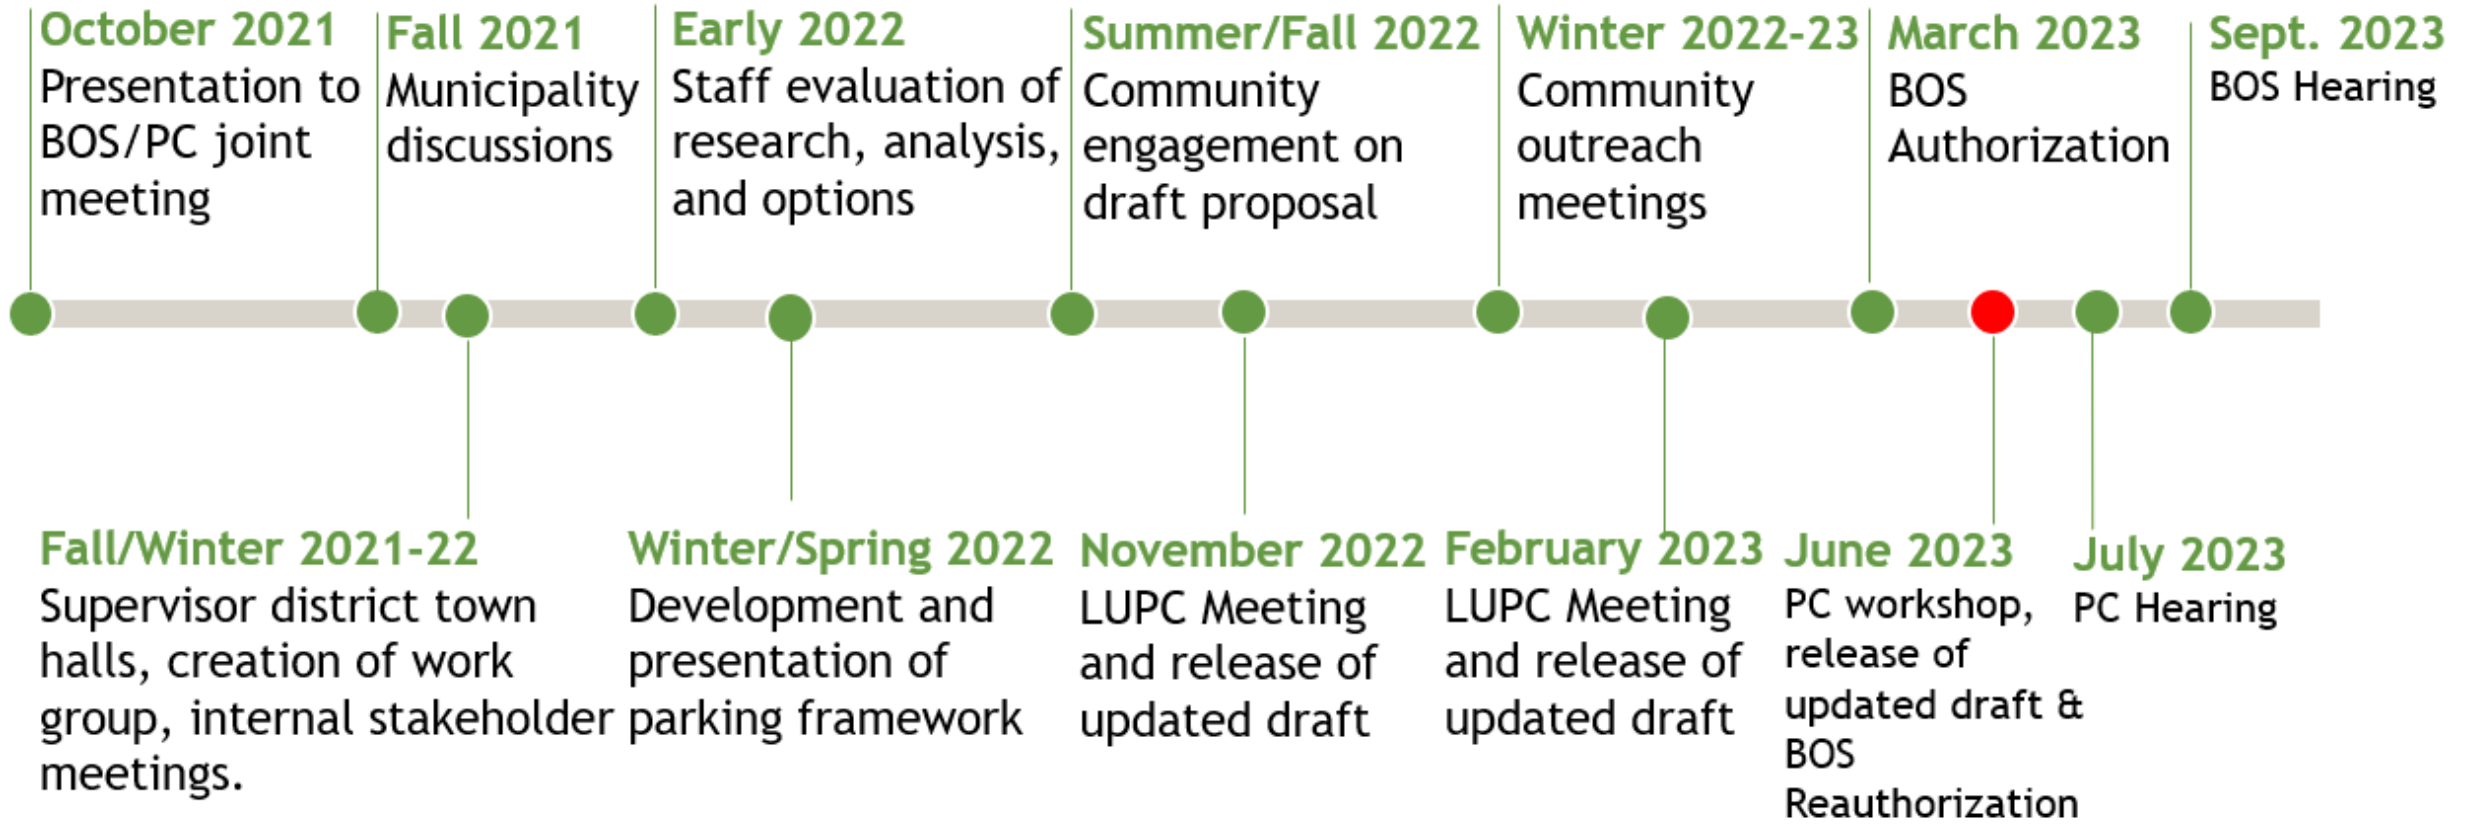 October 2021
Presentation to
BOS/PC joint
meeting
Fall 2021
Municipality
discussions
Early 2022
Staff evaluation of
research, analysis,
and options
Summer/Fall 2022
Community
engagement on
draft proposal
Winter 2022-23
Community
outreach
meetings
March 2023
BOS
Authorization
Sept. 2023
BOS Hearing
Fall/Winter 2021-22
Supervisor district town
halls, creation of work
group, internal stakeholder
meetings.
Winter/Spring 2022
Development and
presentation of
parking framework
November 2022
LUPC Meeting
and release of
updated draft
February 2023
LUPC Meeting
and release of
updated draft
June 2023
PC workshop,
release of
updated draft &
BOS
Reauthorization
July 2023
PC Hearing